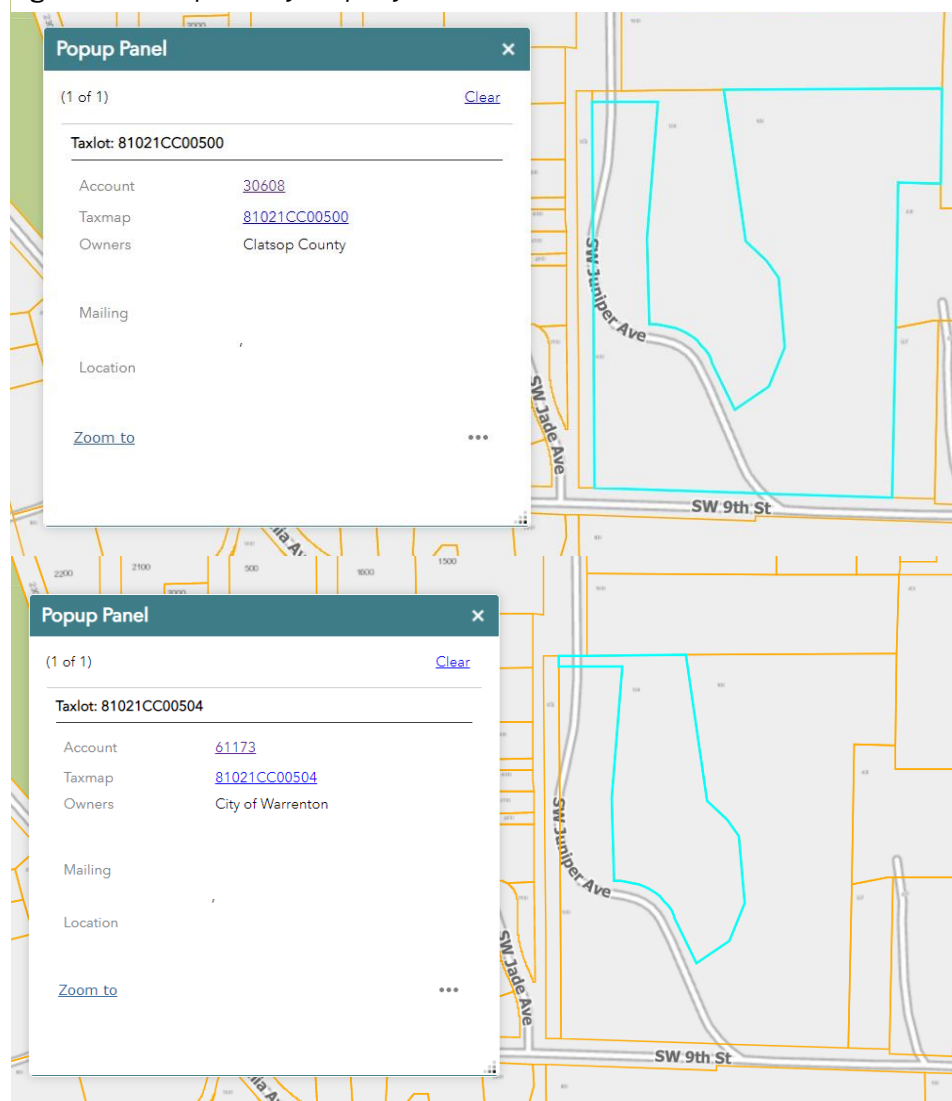 Popup Panel ×
(1 of 1) Clear
Taxlot: 81021CC00500
Account 30608
Taxmap 81021CC00500
Owners Clatsop County
Mailing
,
Location
Zoom to •••
SW Juniper Ave
SW Jade Ave
SW 9th St
2200 2100 500 1600 1500
Popup Panel ×
(1 of 1) Clear
Taxlot: 81021CC00504
Account 61173
Taxmap 81021CC00504
Owners City of Warrenton
Mailing
,
Location
Zoom to •••
SW Juniper Ave
SW Jade Ave
SW 9th St